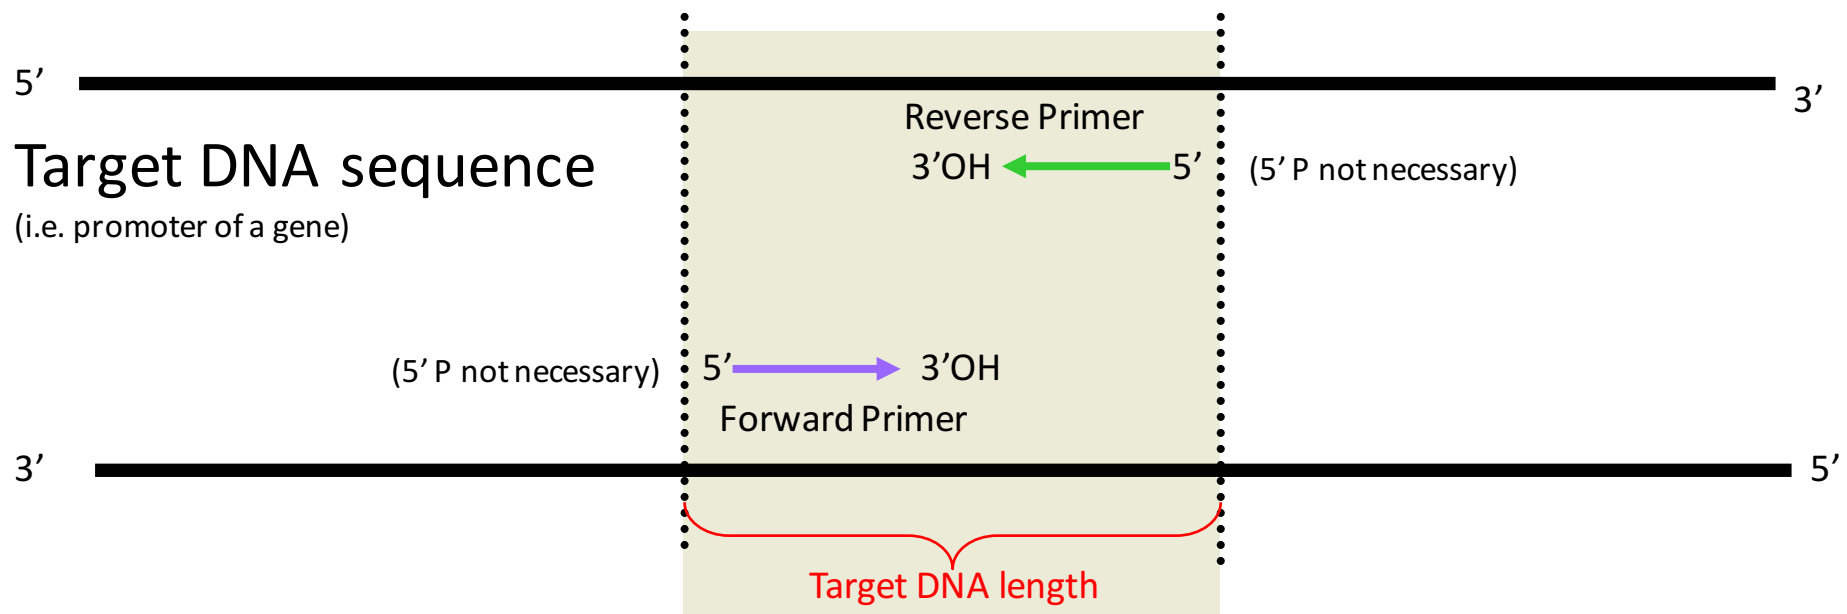 5’
3’
Reverse Primer
Target DNA sequence
3’OH
5’
(5’ P not necessary)
(i.e. promoter of a gene)
(5’ P not necessary)
5’
3’OH
Forward Primer
3’
5’
Target DNA length